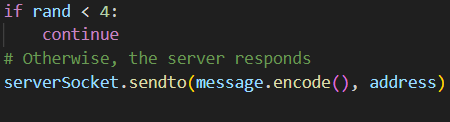 if rand < 4:
    continue
# Otherwise, the server responds
serverSocket.sendto(message.encode(), address)